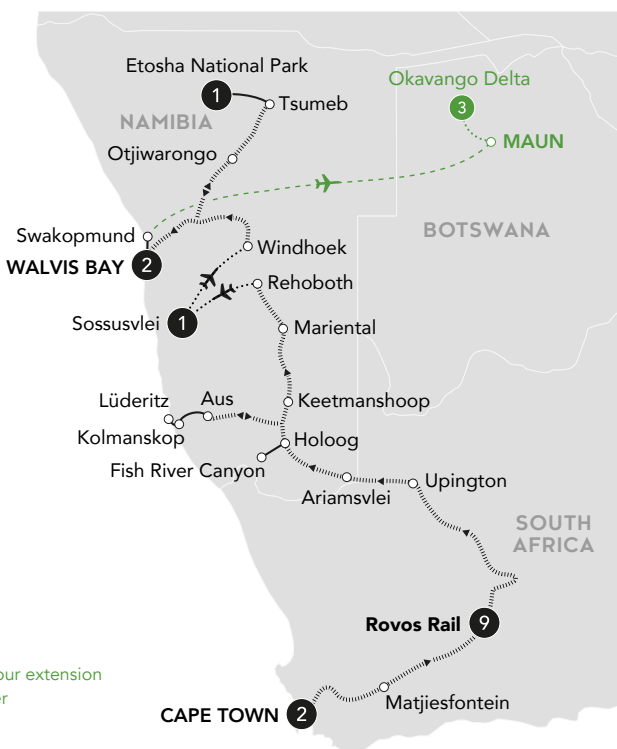 Etosha National Park
1
Tsumeb
Okavango Delta
3
NAMIBIA
MAUN
Otjiwarongo
BOTSWANA
Swakopmund
Windhoek
WALVIS BAY
2
Rehoboth
Sossusvlei
1
Mariental
Lüderitz
Aus
Keetmanshoop
Kolmanskop
Holoog
Fish River Canyon
Ariamsvlei
Upington
SOUTH
AFRICA
Rovos Rail
9
our extension
Matjiesfontein
CAPE TOWN
2